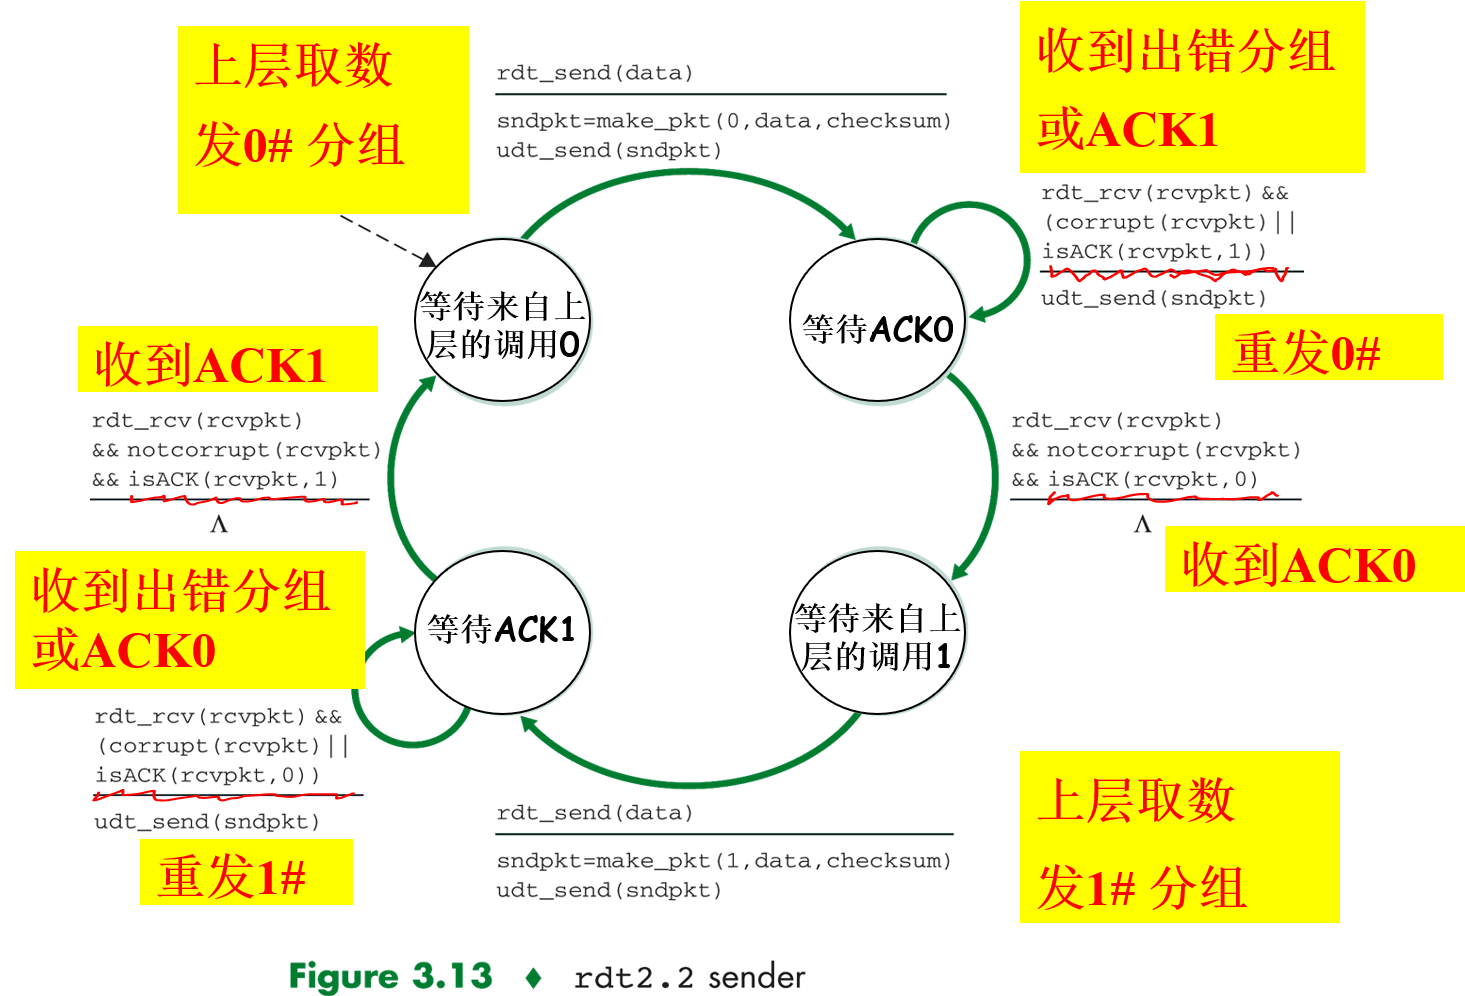 上层取数
发0# 分组
rdt_send(data)
sndpkt=make_pkt(0,data,checksum)
udt_send(sndpkt)
收到出错分组
或ACK1
rdt_rcv(rcvpkt) &&
(corrupt(rcvpkt)||
isACK(rcvpkt,1))
udt_send(sndpkt)
重发0#
等待来自上
层的调用0
等待ACK0
收到ACK1
rdt_rcv(rcvpkt)
&& notcorrupt(rcvpkt)
&& isACK(rcvpkt,1)
Λ
rdt_rcv(rcvpkt)
&& notcorrupt(rcvpkt)
&& isACK(rcvpkt,0)
Λ
收到ACK0
收到出错分组
或ACK0
等待ACK1
等待来自上
层的调用1
rdt_rcv(rcvpkt) &&
(corrupt(rcvpkt)||
isACK(rcvpkt,0))
udt_send(sndpkt)
重发1#
rdt_send(data)
sndpkt=make_pkt(1,data,checksum)
udt_send(sndpkt)
上层取数
发1# 分组
Figure 3.13 ♦ rdt2.2 sender